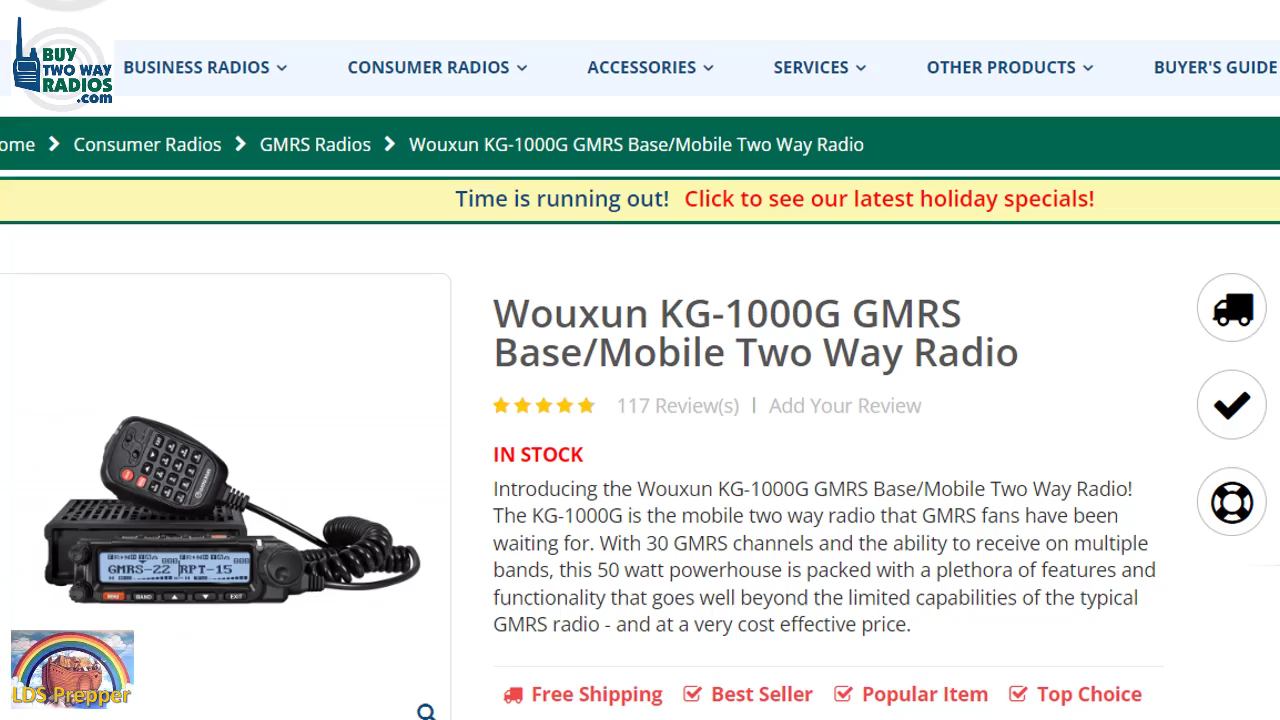 BUY
TWO WAY
RADIOS
.com
BUSINESS RADIOS
CONSUMER RADIOS
ACCESSORIES
SERVICES
OTHER PRODUCTS
BUYER'S GUIDE
ome > Consumer Radios > GMRS Radios > Wouxun KG-1000G GMRS Base/Mobile Two Way Radio
Time is running out! Click to see our latest holiday specials!
Wouxun KG-1000G GMRS
Base/Mobile Two Way Radio
117 Review(s) | Add Your Review
IN STOCK
Introducing the Wouxun KG-1000G GMRS Base/Mobile Two Way Radio!
The KG-1000G is the mobile two way radio that GMRS fans have been
waiting for. With 30 GMRS channels and the ability to receive on multiple
bands, this 50 watt powerhouse is packed with a plethora of features and
functionality that goes well beyond the limited capabilities of the typical
GMRS radio - and at a very cost effective price.
Free Shipping
Best Seller
Popular Item
Top Choice
GMRS-22 RPT-15
MENU BAND EXIT
LDS Prepper